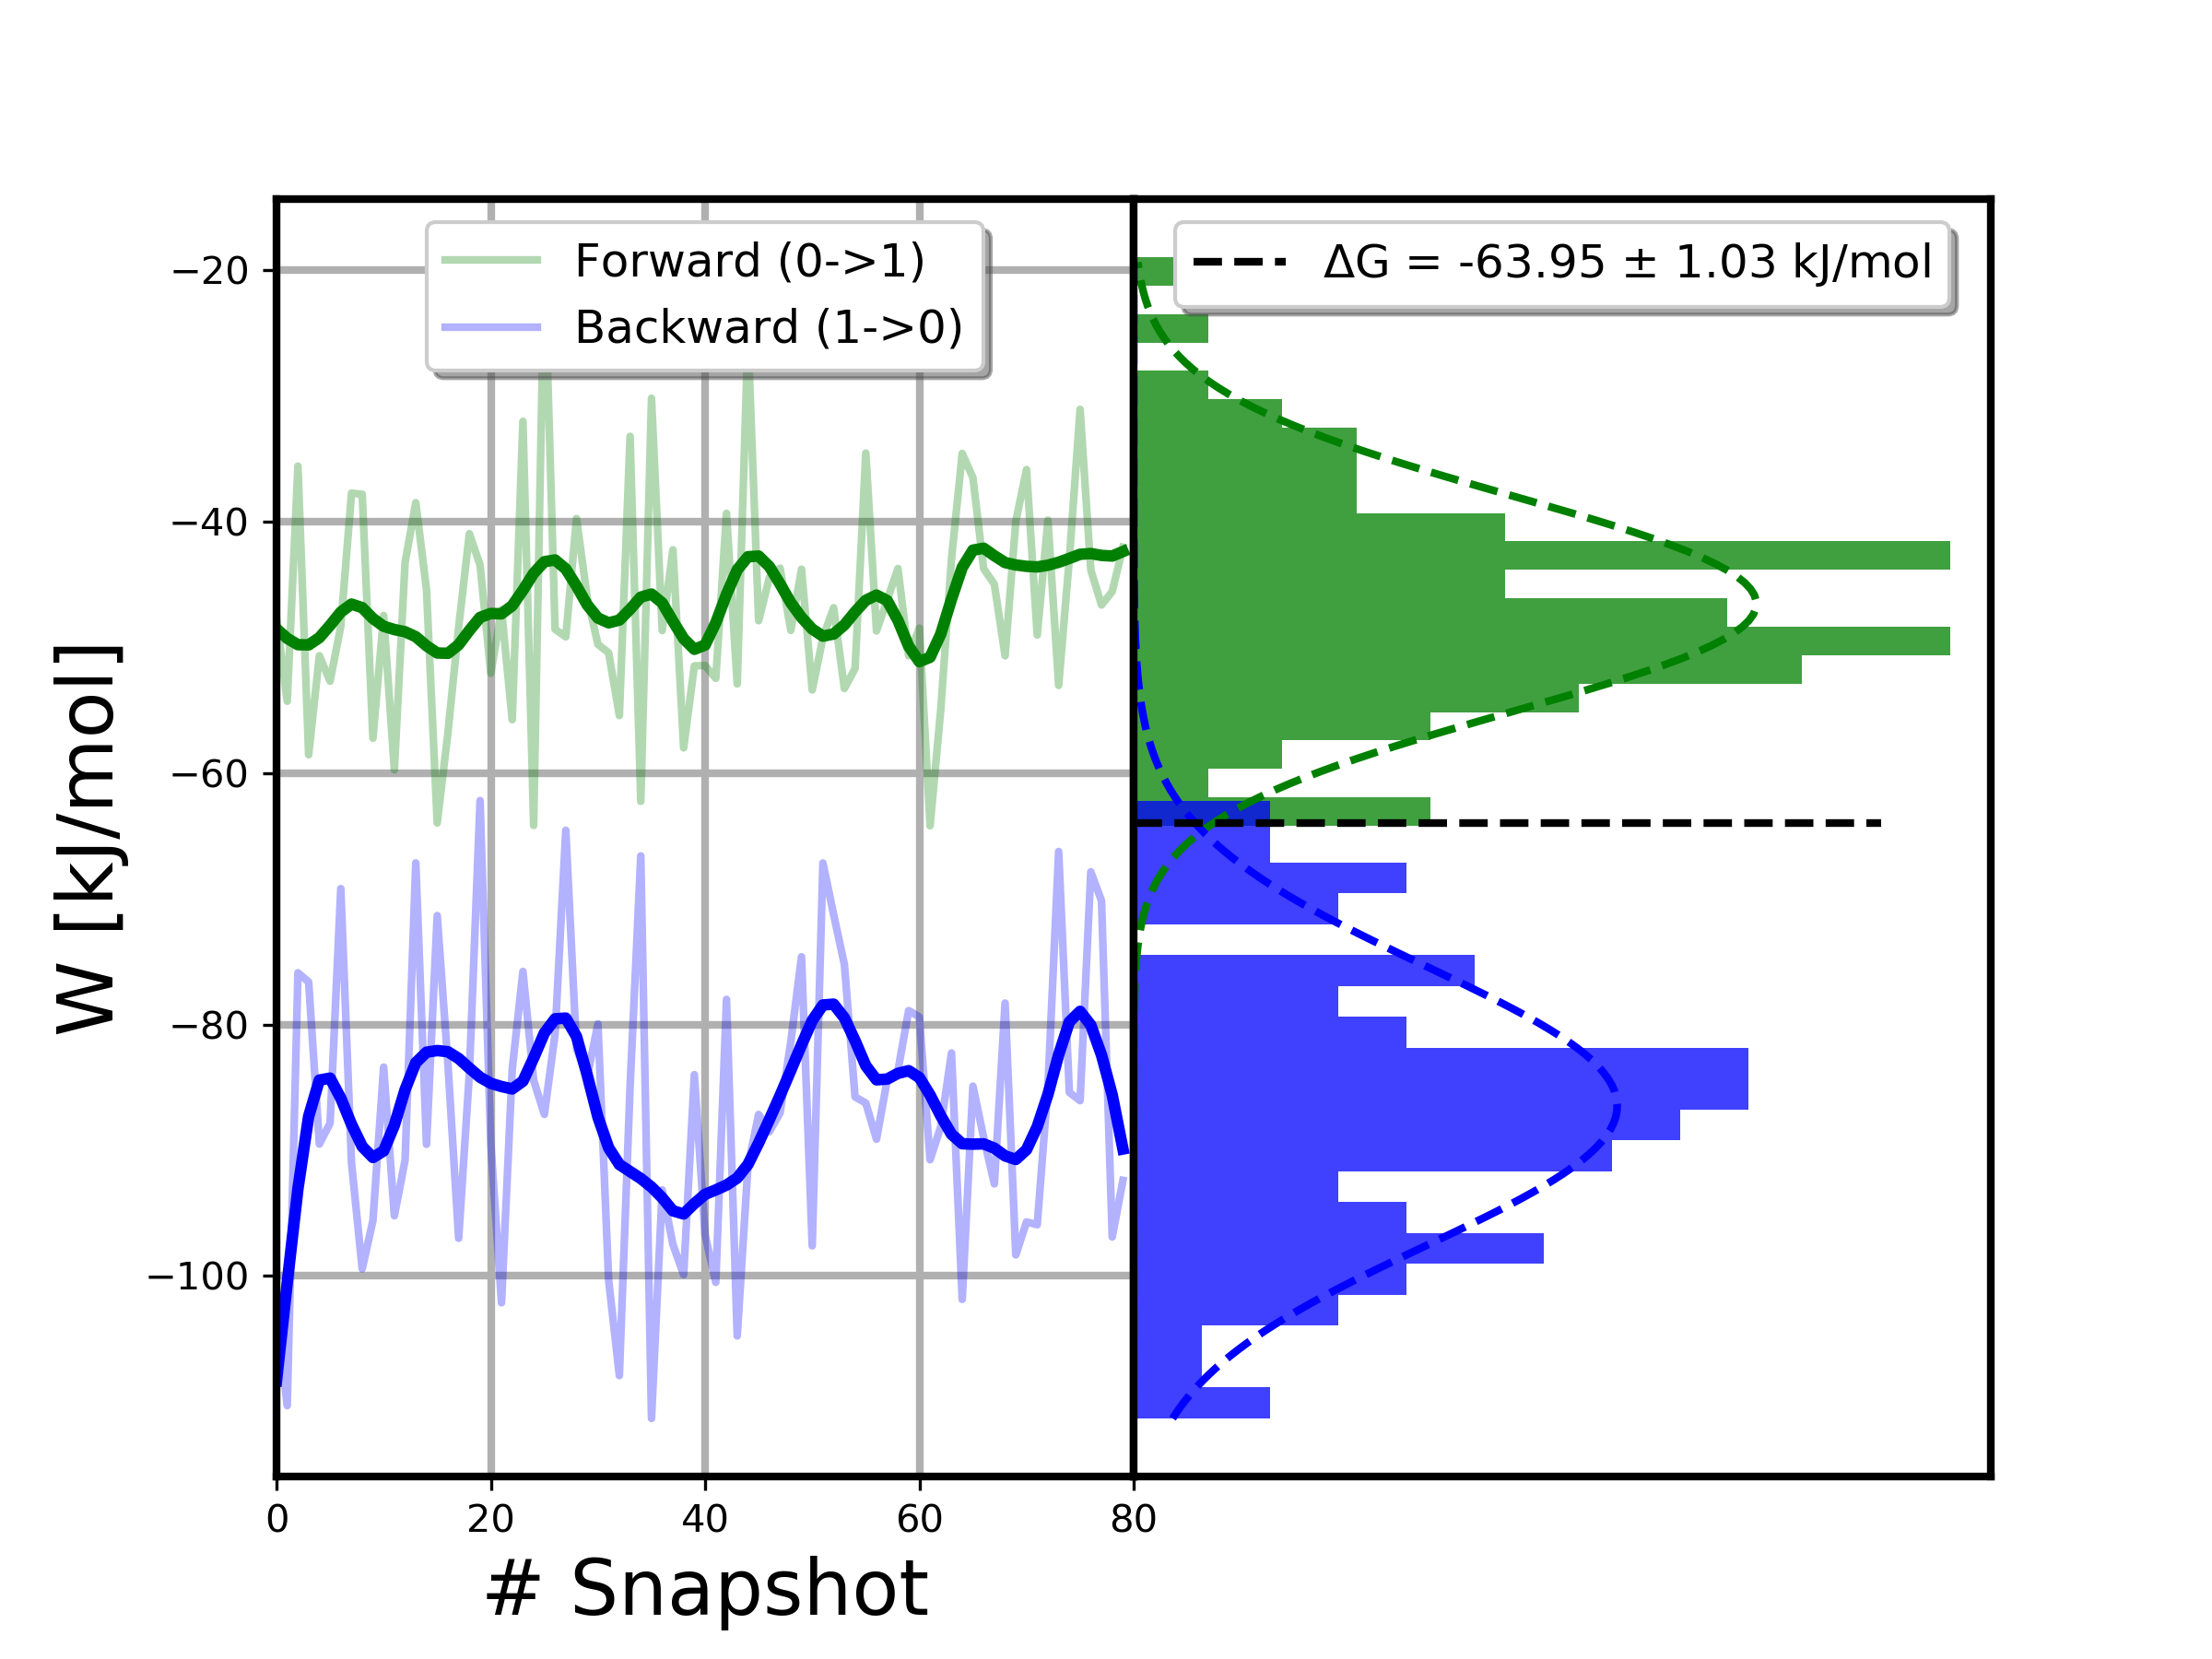 Forward (0->1)
Backward (1->0)
ΔG = -63.95 ± 1.03 kJ/mol
−20
−40
−60
−80
−100
W [kJ/mol]
0 20 40 60 80
# Snapshot